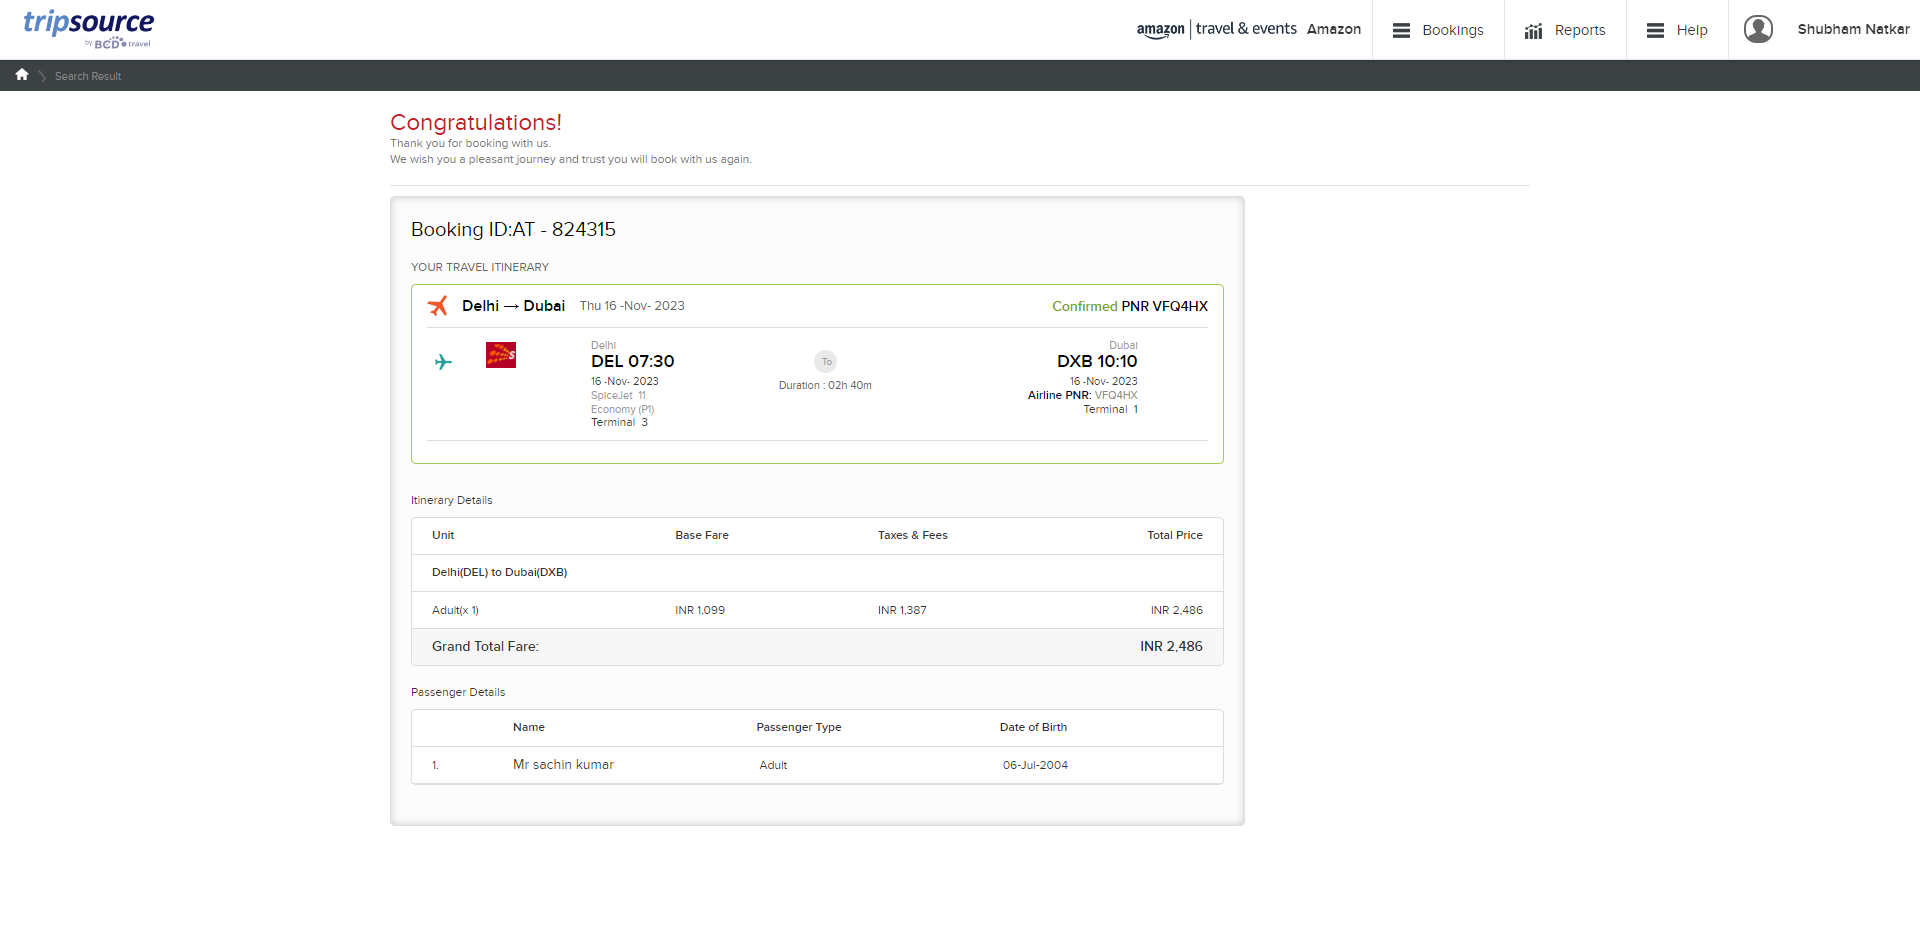 tripsource
by BCD travel
amazon | travel & events Amazon
Bookings
Reports
Help
Shubham Natkar
Search Result
Congratulations!
Thank you for booking with us.
We wish you a pleasant journey and trust you will book with us again.
Booking ID:AT - 824315
YOUR TRAVEL ITINERARY
Delhi → Dubai Thu 16 -Nov- 2023 Confirmed PNR VFQ4HX
Delhi
DEL 07:30
16 -Nov- 2023
SpiceJet 11
Economy (P1)
Terminal 3
To
Duration : 02h 40m
Dubai
DXB 10:10
16 -Nov- 2023
Airline PNR: VFQ4HX
Terminal 1
Itinerary Details
Unit Base Fare Taxes & Fees Total Price
Delhi(DEL) to Dubai(DXB)
Adult(x 1) INR 1,099 INR 1,387 INR 2,486
Grand Total Fare: INR 2,486
Passenger Details
Name Passenger Type Date of Birth
1. Mr sachin kumar Adult 06-Jul-2004